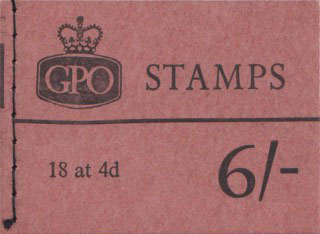 GPO STAMPS
18 at 4d 6/-